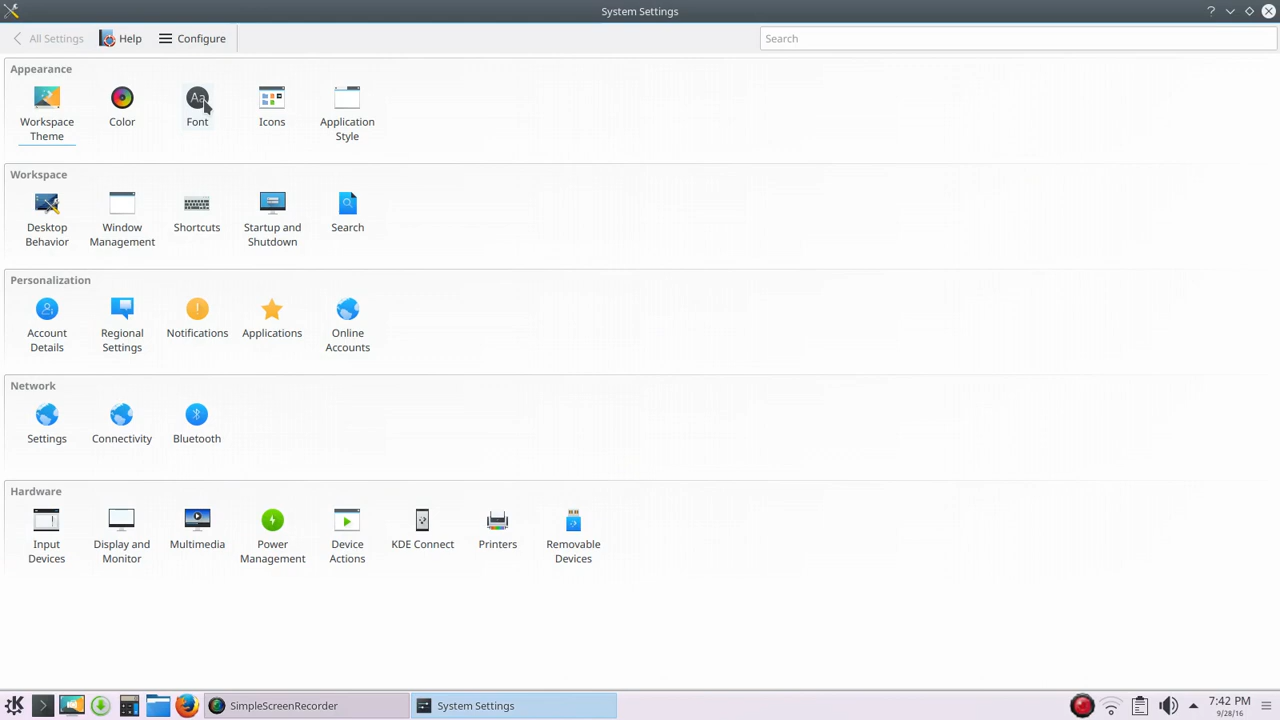 System Settings
All Settings
Help
Configure
Search
Appearance
Workspace
Theme
Color
Aa
Font
Icons
Application
Style
Workspace
Desktop
Behavior
Window
Management
Shortcuts
Startup and
Shutdown
Search
Personalization
Account
Details
Regional
Settings
Notifications
Applications
Online
Accounts
Network
Settings
Connectivity
Bluetooth
Hardware
Input
Devices
Display and
Monitor
Multimedia
Power
Management
Device
Actions
KDE Connect
Printers
Removable
Devices
SimpleScreenRecorder
System Settings
7:42 PM
9/28/16